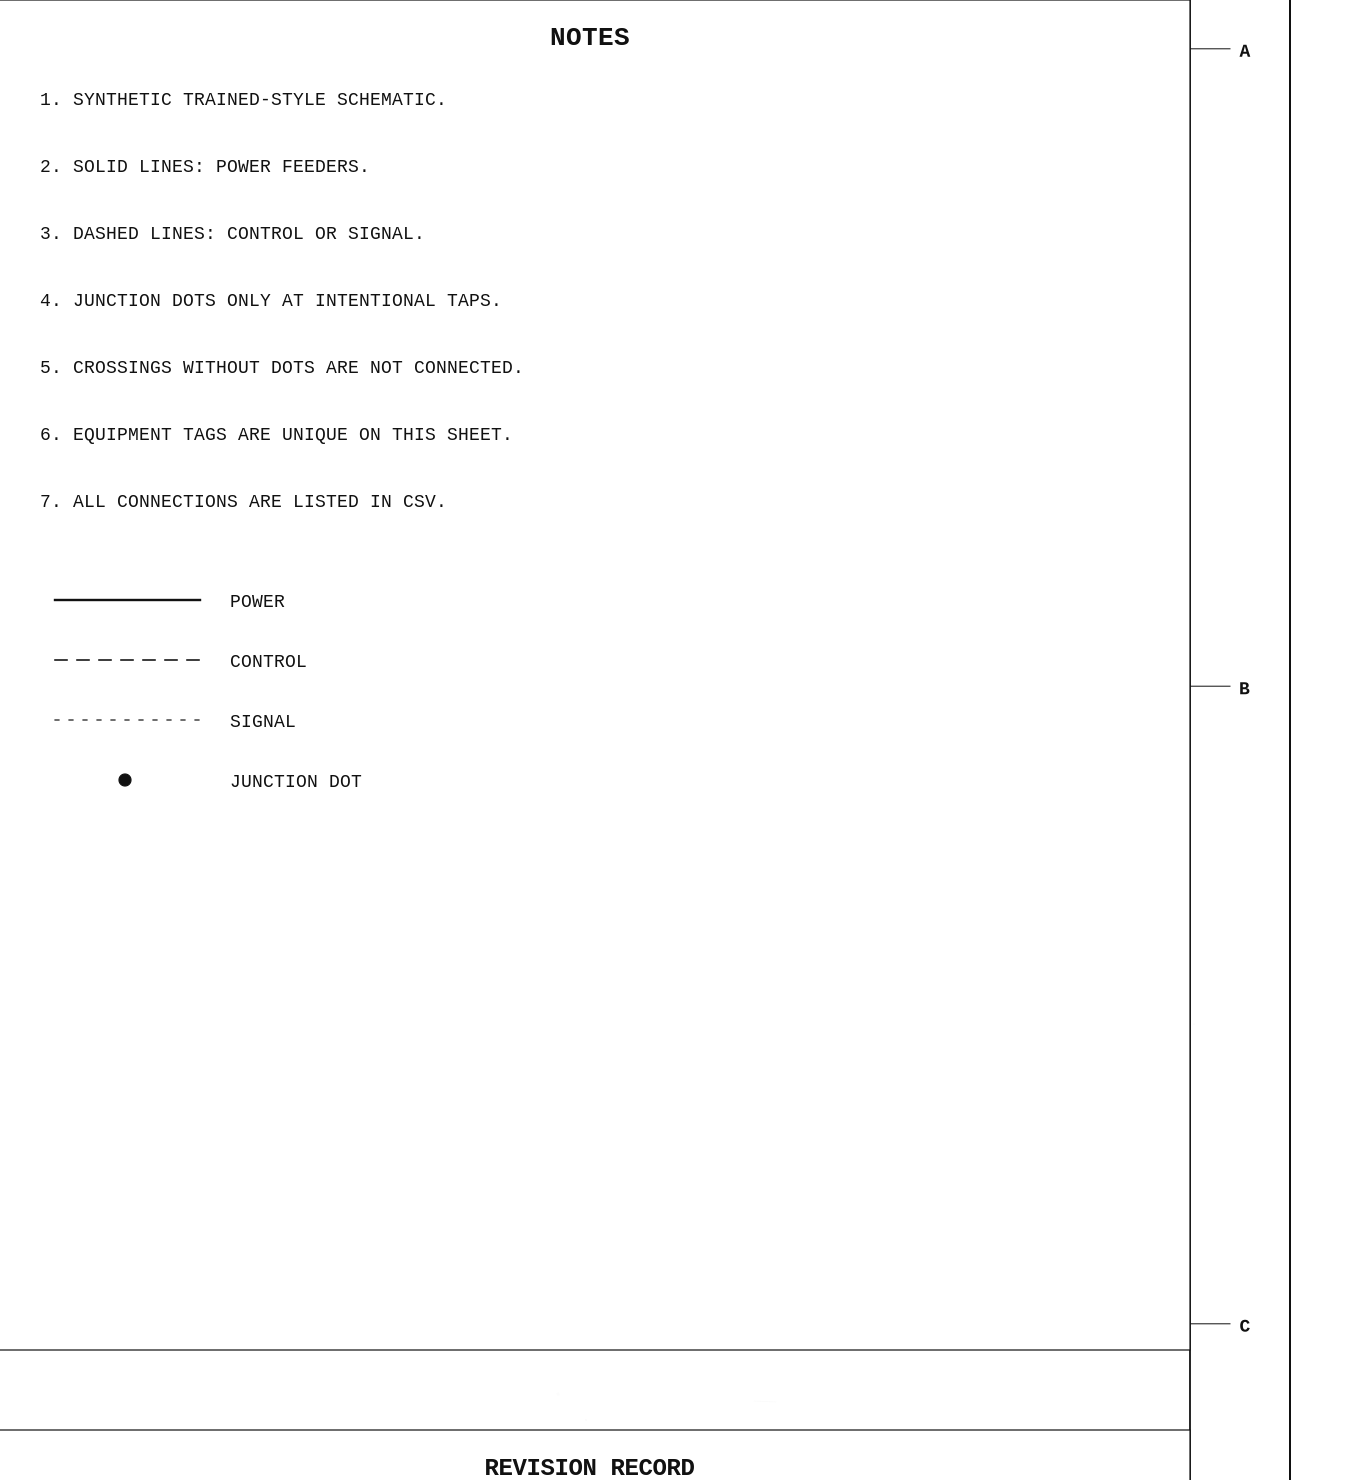 NOTES
A
1. SYNTHETIC TRAINED-STYLE SCHEMATIC.
2. SOLID LINES: POWER FEEDERS.
3. DASHED LINES: CONTROL OR SIGNAL.
4. JUNCTION DOTS ONLY AT INTENTIONAL TAPS.
5. CROSSINGS WITHOUT DOTS ARE NOT CONNECTED.
6. EQUIPMENT TAGS ARE UNIQUE ON THIS SHEET.
7. ALL CONNECTIONS ARE LISTED IN CSV.
POWER
CONTROL
B
SIGNAL
JUNCTION DOT
C
REVISION RECORD